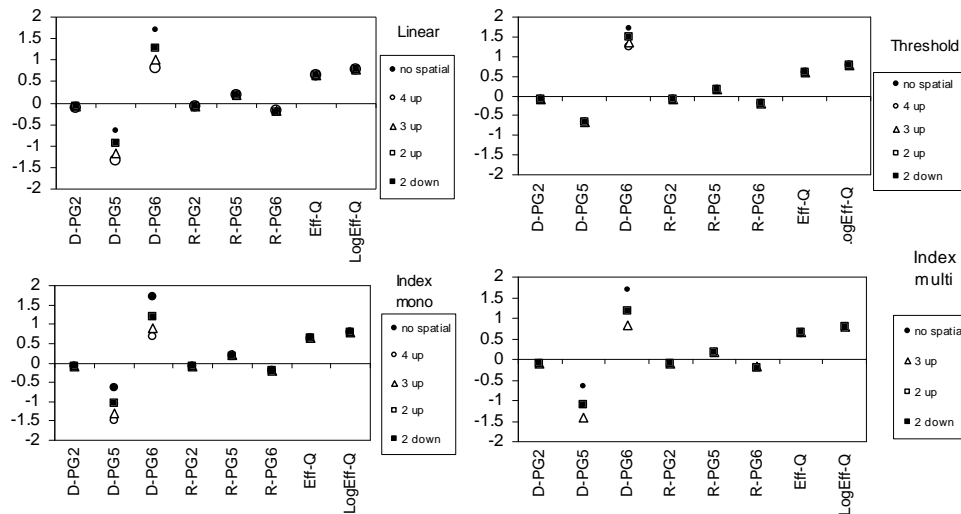 Linear
2
1.5
1
0.5
0
-0.5
-1
-1.5
-2
D-PG2
D-PG5
D-PG6
R-PG2
R-PG5
R-PG6
Eff-Q
LogEff-Q
no spatial
4 up
3 up
2 up
2 down
Threshold
2
1.5
1
0.5
0
-0.5
-1
-1.5
-2
D-PG2
D-PG5
D-PG6
R-PG2
R-PG5
R-PG6
Eff-Q
.ogEff-Q
no spatial
4 up
3 up
2 up
2 down
Index
mono
2
1.5
1
0.5
0
-0.5
-1
-1.5
-2
D-PG2
D-PG5
D-PG6
R-PG2
R-PG5
R-PG6
Eff-Q
LogEff-Q
no spatial
4 up
3 up
2 up
2 down
Index
multi
2
1.5
1
0.5
0
-0.5
-1
-1.5
-2
D-PG2
D-PG5
D-PG6
R-PG2
R-PG5
R-PG6
Eff-Q
LogEff-Q
no spatial
3 up
2 up
2 down